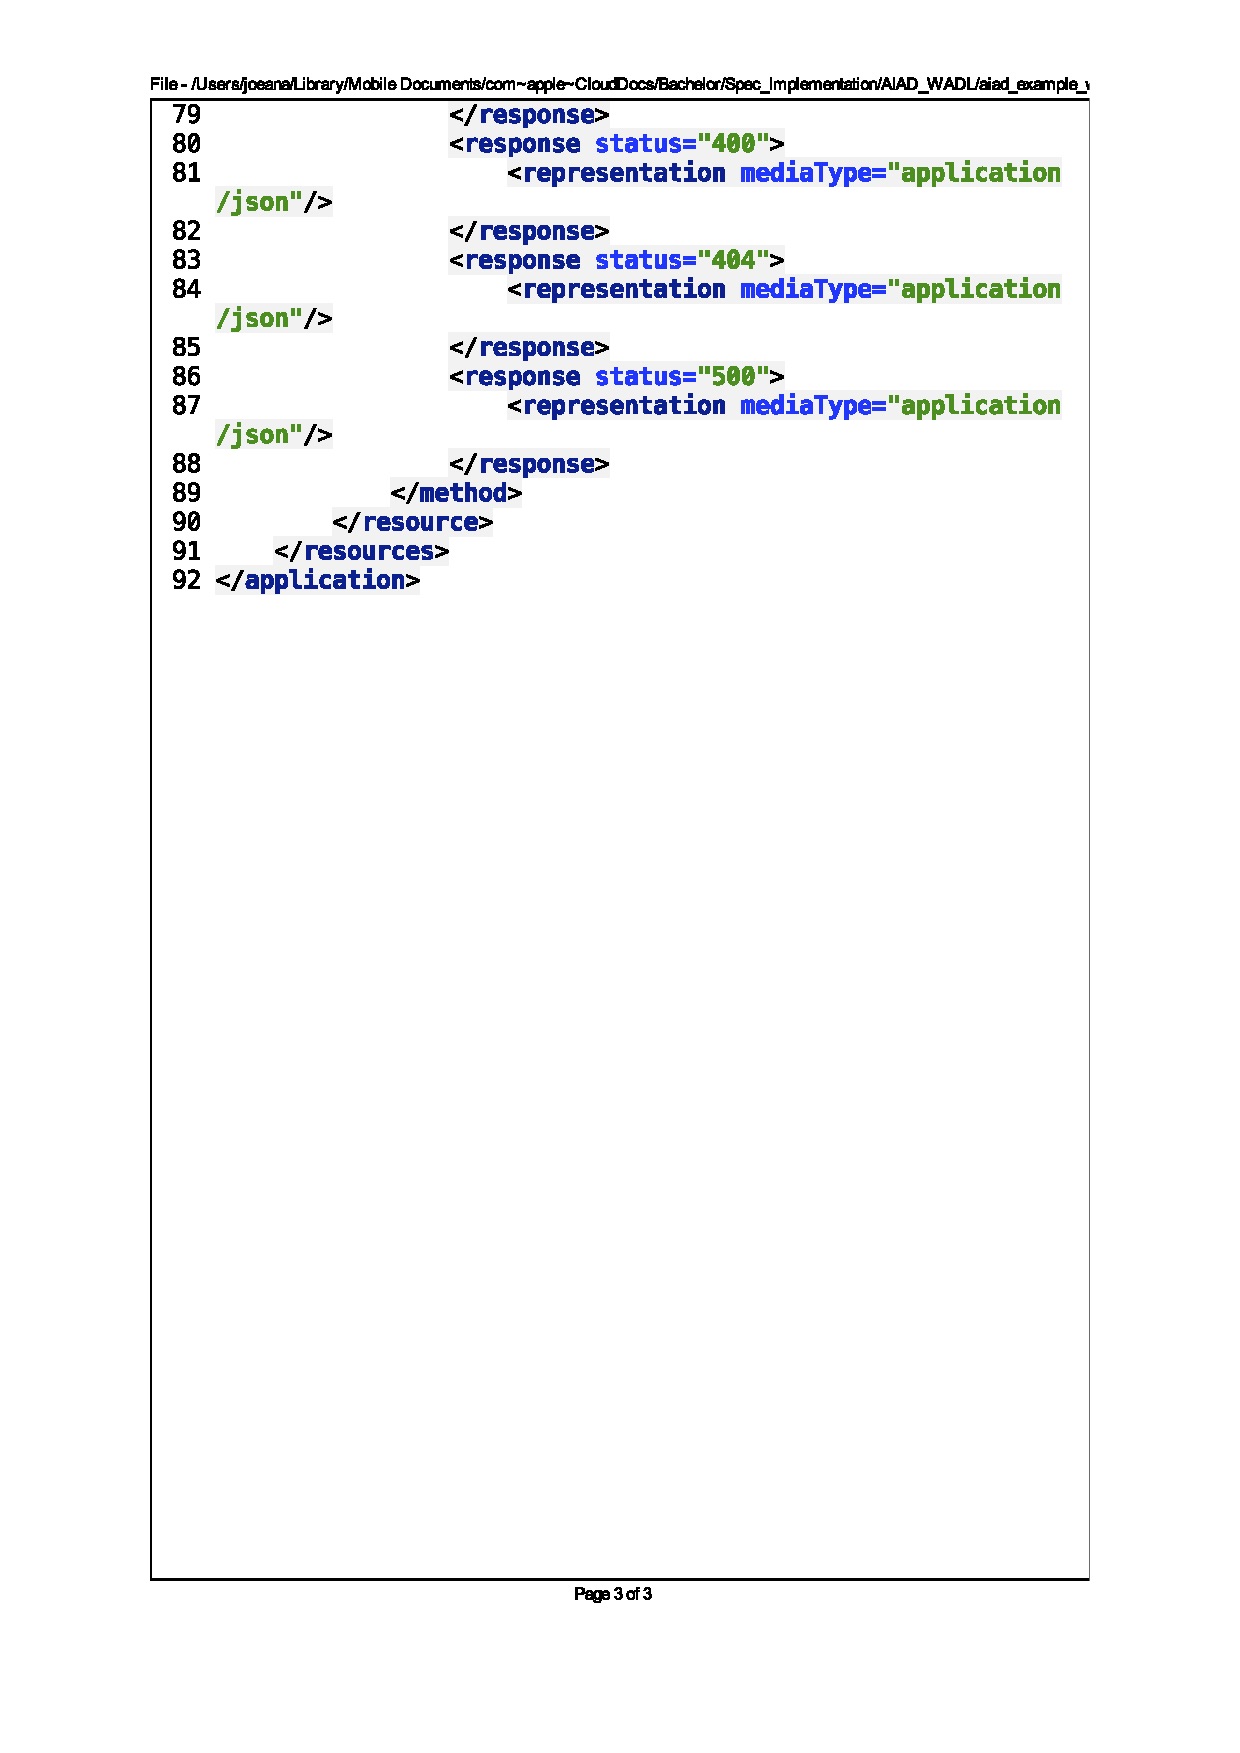 File - /Users/joeana/Library/Mobile Documents/com~apple~CloudDocs/Bachelor/Spec_Implementation/AIAD_WADL/aiad_example_
79 </response>
80 <response status="400">
81 <representation mediaType="application
/json"/>
82 </response>
83 <response status="404">
84 <representation mediaType="application
/json"/>
85 </response>
86 <response status="500">
87 <representation mediaType="application
/json"/>
88 </response>
89 </method>
90 </resource>
91 </resources>
92 </application>
Page 3 of 3